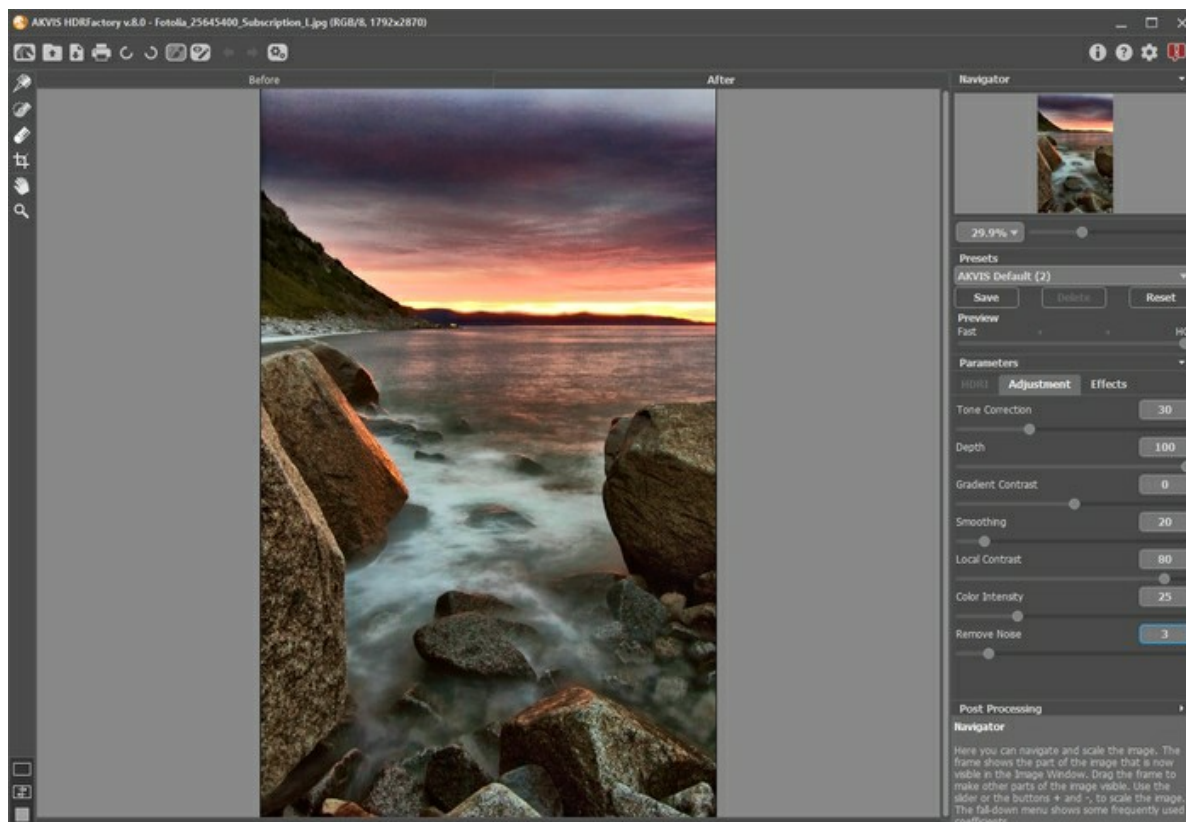 AKVIS HDRFactory v.8.0 - Fotolia_25645400_Subscription_L.jpg (RGB/8, 1792x2870)
Before
After
Navigator
29.9%
Presets
AKVIS Default (2)
Save Delete Reset
Preview
Fast HQ
Parameters
HDRI Adjustment Effects
Tone Correction 30
Depth 100
Gradient Contrast 0
Smoothing 20
Local Contrast 80
Color Intensity 25
Remove Noise 3
Post Processing
Navigator
Here you can navigate and scale the image. The
frame shows the part of the image that is now
visible in the Image Window. Drag the frame to
make other parts of the image visible. Use the
slider or the buttons + and -, to scale the image.
The fall-down menu shows some frequently used
coefficients.